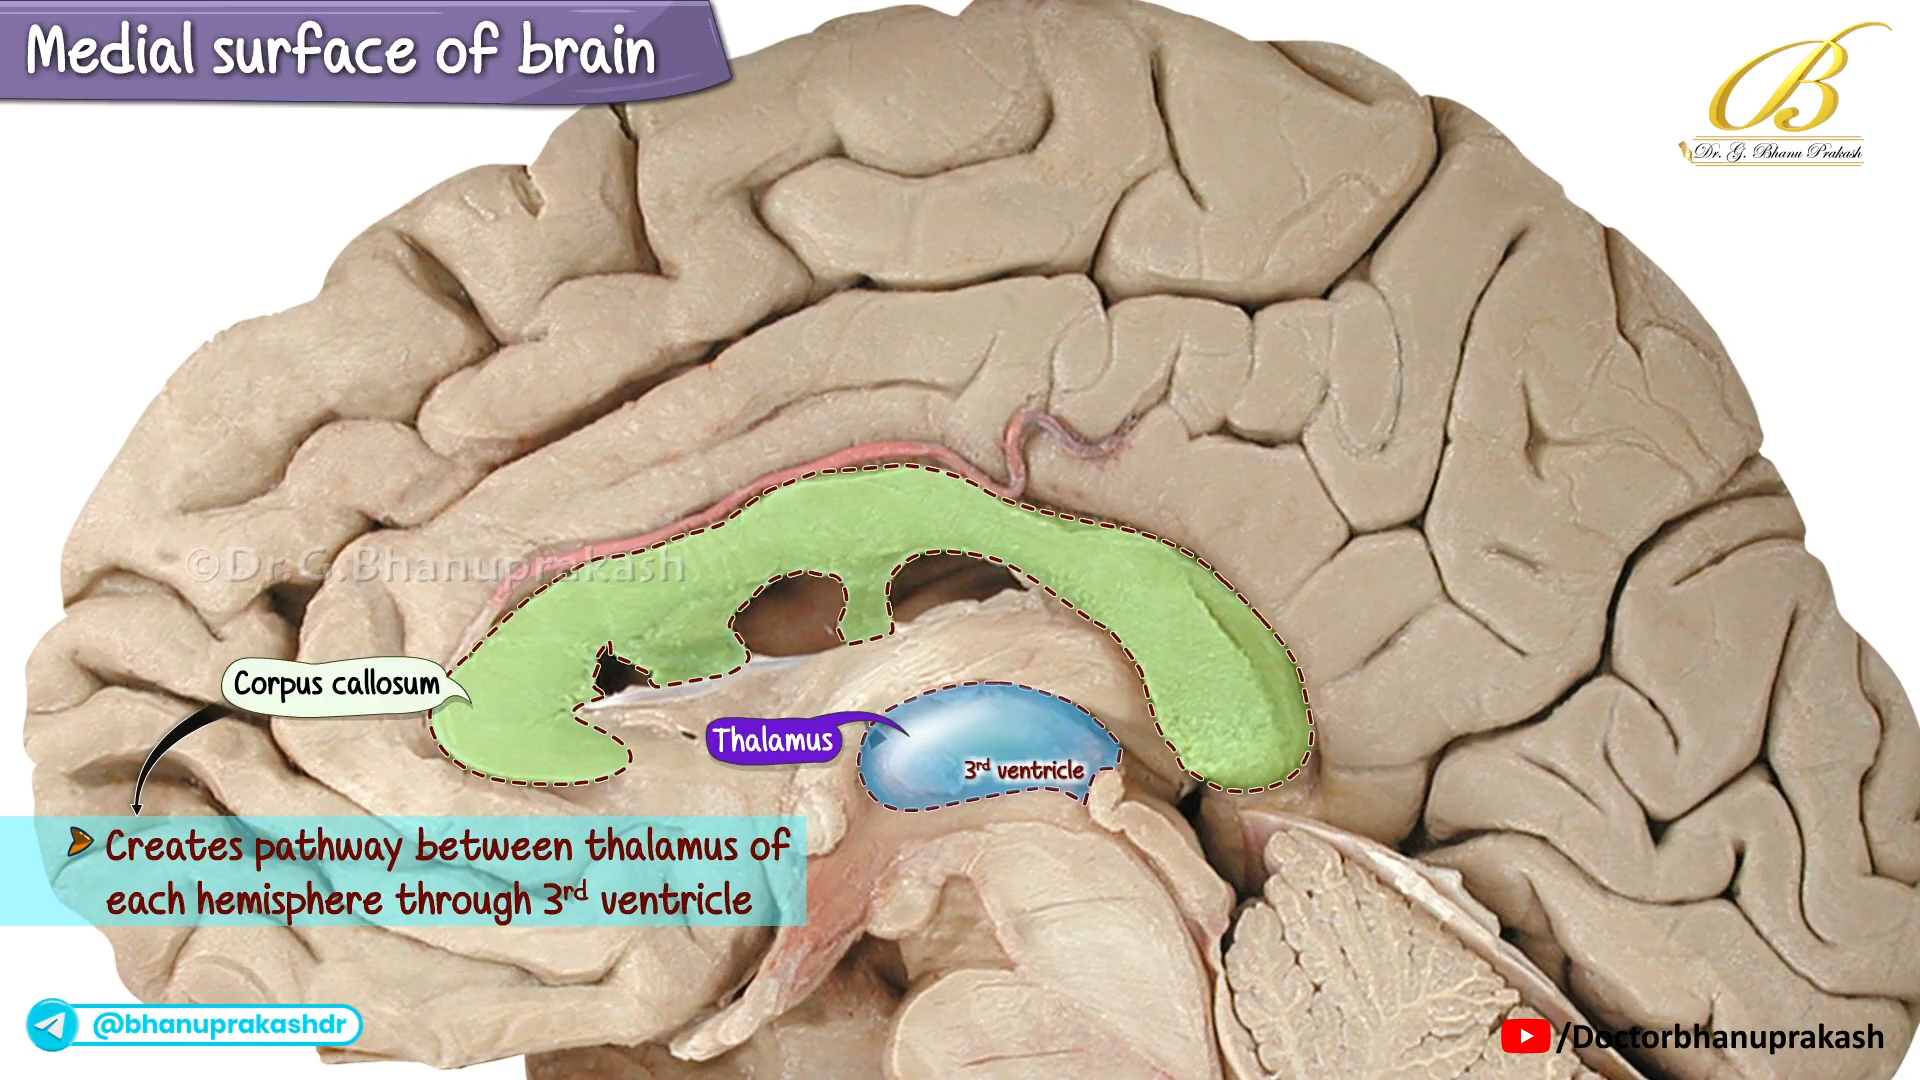 Medial surface of brain
B
Dr. G. Bhanu Prakash
©Dr.G.Bhanuprakash
Corpus callosum
Thalamus
3rd ventricle
Creates pathway between thalamus of
each hemisphere through 3rd ventricle
@bhanuprakashdr
/Doctorbhanuprakash